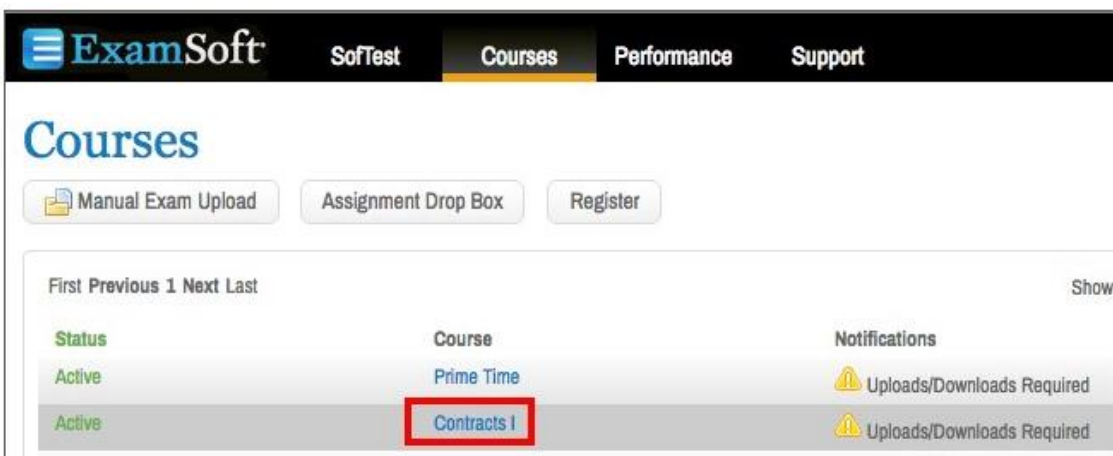 ExamSoft SofTest Courses Performance Support
Courses
Manual Exam Upload Assignment Drop Box Register
First Previous 1 Next Last Show
Status Course Notifications
Active Prime Time Uploads/Downloads Required
Active Contracts I Uploads/Downloads Required